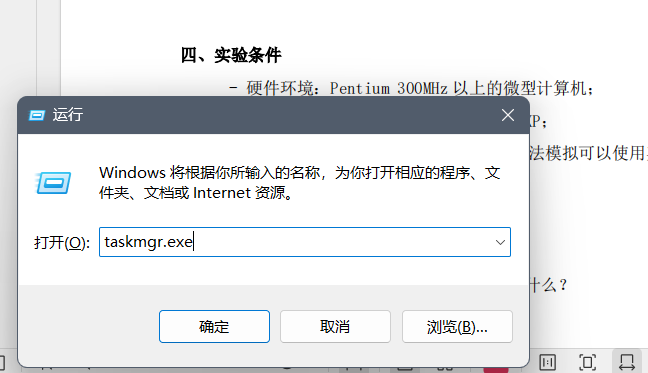 四、实验条件
- 硬件环境：Pentium 300MHz 以上的微型计算机；
运行
XP；
法模拟可以使用
Windows 将根据你所输入的名称，为你打开相应的程序、文
件夹、文档或 Internet 资源。
打开(O): taskmgr.exe
什么？
确定 取消 浏览(B)...